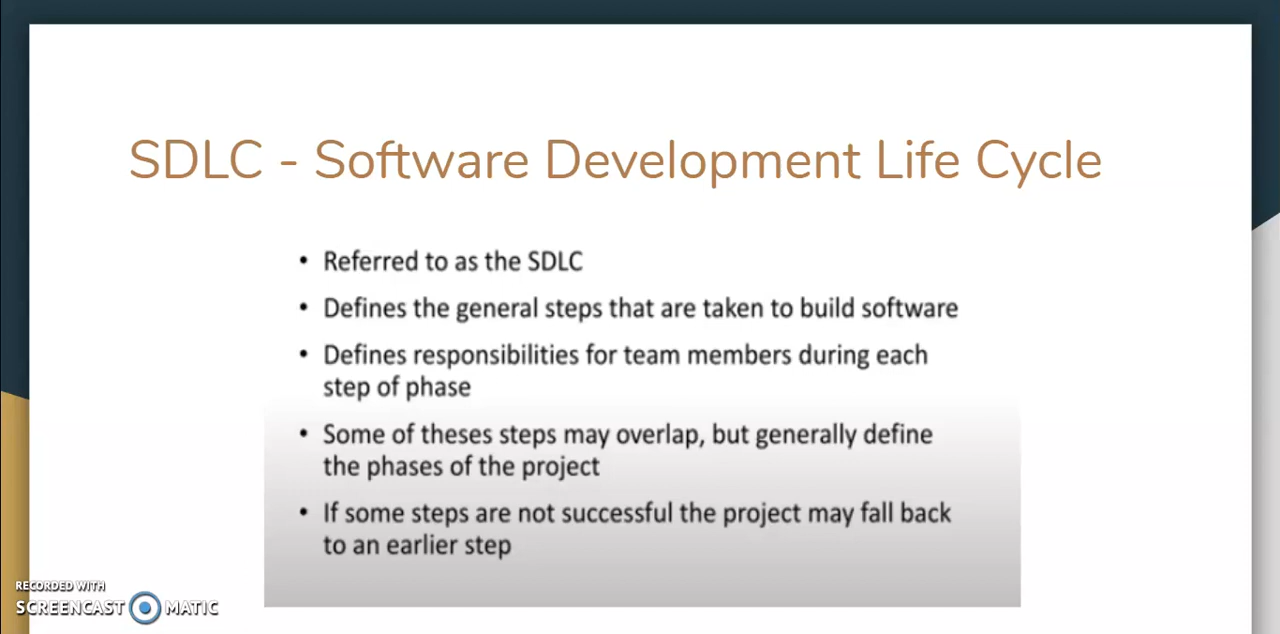 SDLC - Software Development Life Cycle
• Referred to as the SDLC
• Defines the general steps that are taken to build software
• Defines responsibilities for team members during each
step of phase
• Some of theses steps may overlap, but generally define
the phases of the project
• If some steps are not successful the project may fall back
to an earlier step
RECORDED WITH
SCREENCAST MATIC